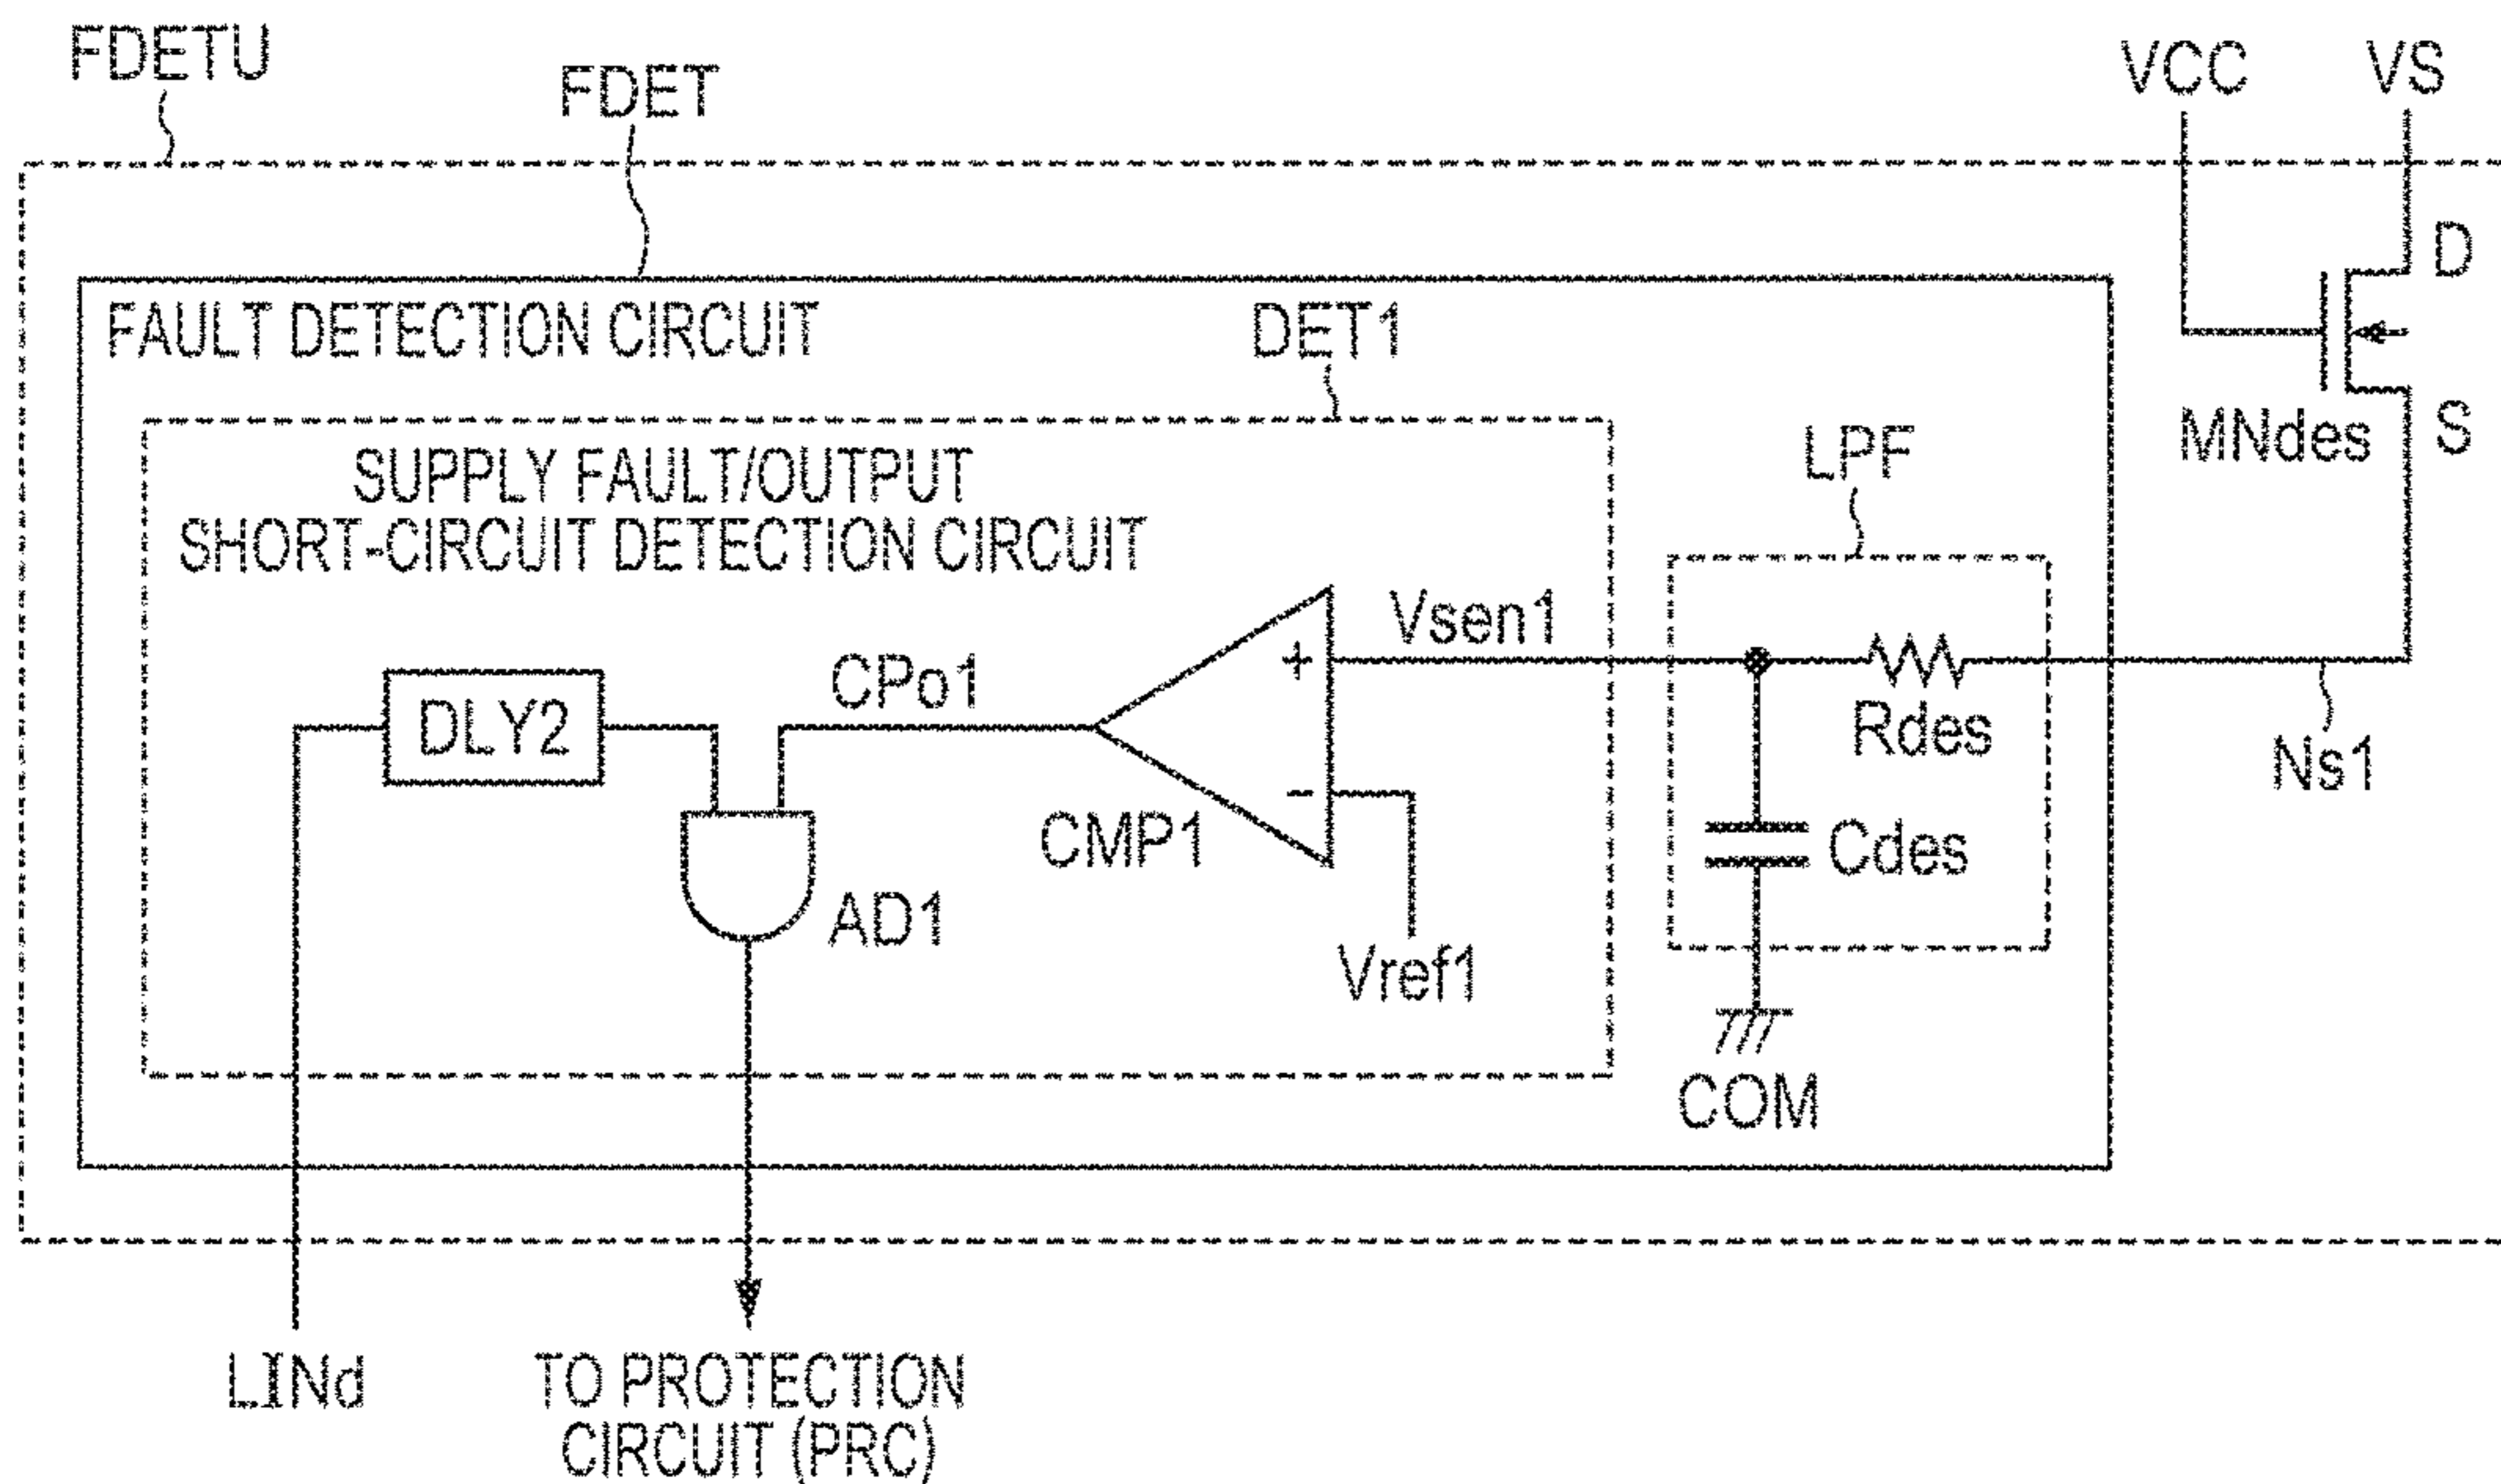 FDETU
FDET
VCC
VS
D
FAULT DETECTION CIRCUIT
DET1
MNdes
S
SUPPLY FAULT/OUTPUT
SHORT-CIRCUIT DETECTION CIRCUIT
LPF
Vsen1
+
CPo1
DLY2
Rdes
Ns1
-
CMP1
Cdes
AD1
Vref1
COM
LINd
TO PROTECTION
CIRCUIT (PRC)